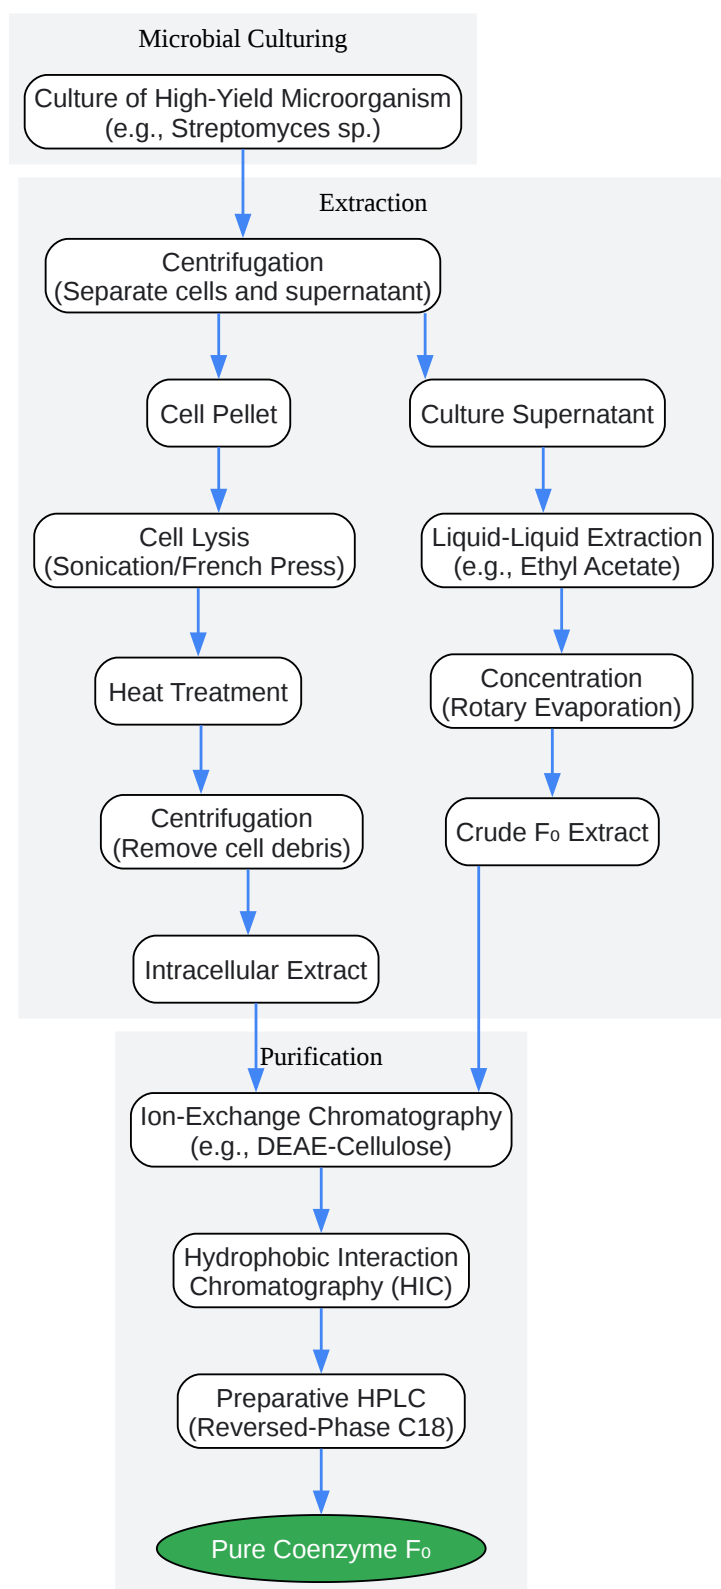 Microbial Culturing
Culture of High-Yield Microorganism
(e.g., Streptomyces sp.)
Extraction
Centrifugation
(Separate cells and supernatant)
Cell Pellet
Culture Supernatant
Cell Lysis
(Sonication/French Press)
Liquid-Liquid Extraction
(e.g., Ethyl Acetate)
Heat Treatment
Concentration
(Rotary Evaporation)
Centrifugation
(Remove cell debris)
Crude F₀ Extract
Intracellular Extract
Purification
Ion-Exchange Chromatography
(e.g., DEAE-Cellulose)
Hydrophobic Interaction
Chromatography (HIC)
Preparative HPLC
(Reversed-Phase C18)
Pure Coenzyme F₀